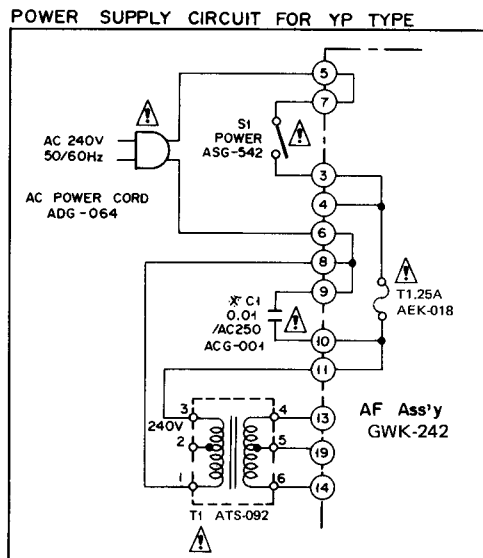 POWER SUPPLY CIRCUIT FOR YP TYPE
5
7
S1
POWER
ASG-542
AC 240V
50/60Hz
AC POWER CORD
ADG-064
3
4
6
8
9
※ C1
0.01
/AC250
ACG-001
T1.25A
AEK-018
10
11
AF Ass'y
GWK-242
3
240V
2
1
4
5
6
13
19
14
T1 ATS-092
!
!
!
!
!